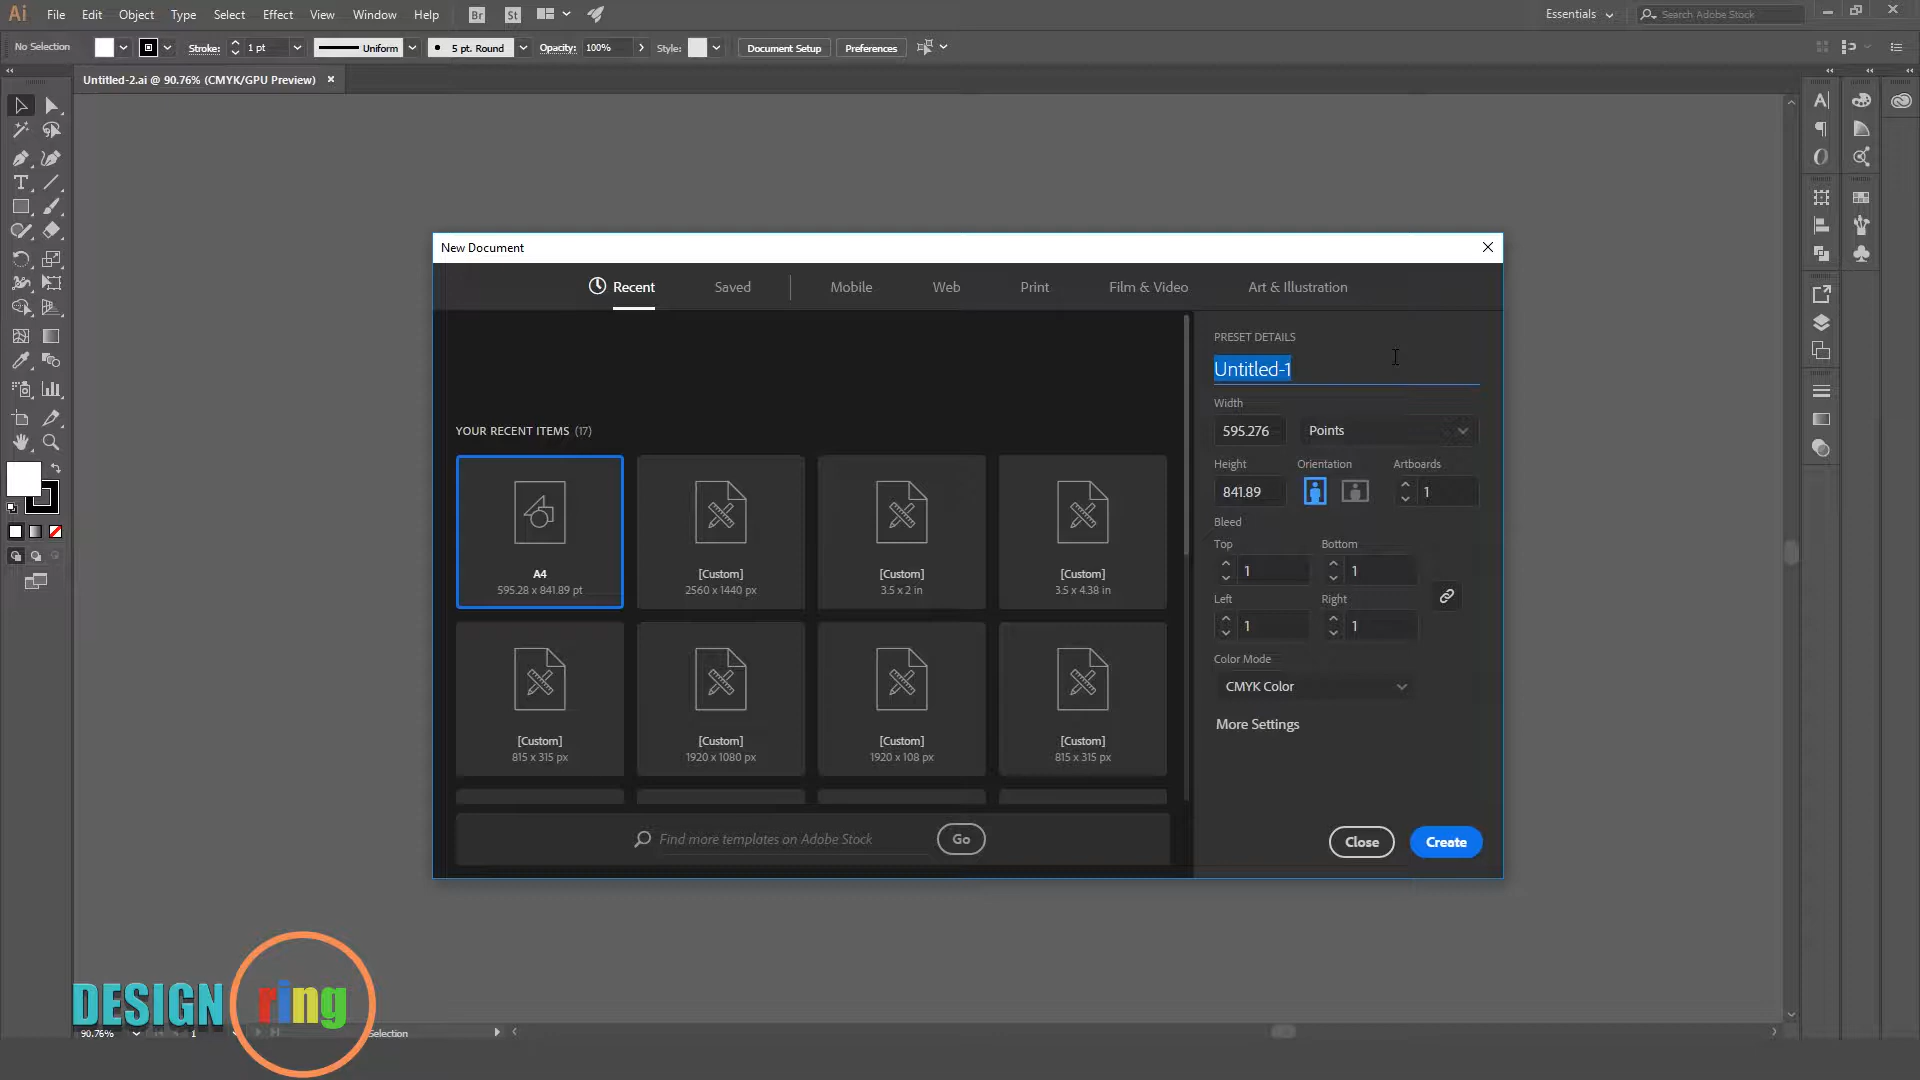 Ai File Edit Object Type Select Effect View Window Help Br St Essentials Search Adobe Stock
No Selection Stroke: 1 pt Uniform 5 pt. Round Opacity: 100% Style: Document Setup Preferences
Untitled-2.ai @ 90.76% (CMYK/GPU Preview)
New Document
Recent Saved Mobile Web Print Film & Video Art & Illustration
PRESET DETAILS
Untitled-1
Width
595.276 Points
Height Orientation Artboards
841.89 1
Bleed
Top Bottom
1 1
Left Right
1 1
Color Mode
CMYK Color
More Settings
YOUR RECENT ITEMS (17)
A4 [Custom] [Custom] [Custom]
595.28 x 841.89 pt 2560 x 1440 px 3.5 x 2 in 3.5 x 4.38 in
[Custom] [Custom] [Custom] [Custom]
815 x 315 px 1920 x 1080 px 1920 x 108 px 815 x 315 px
Find more templates on Adobe Stock Go
Close Create
DESIGN ring
90.76% 1 Selection